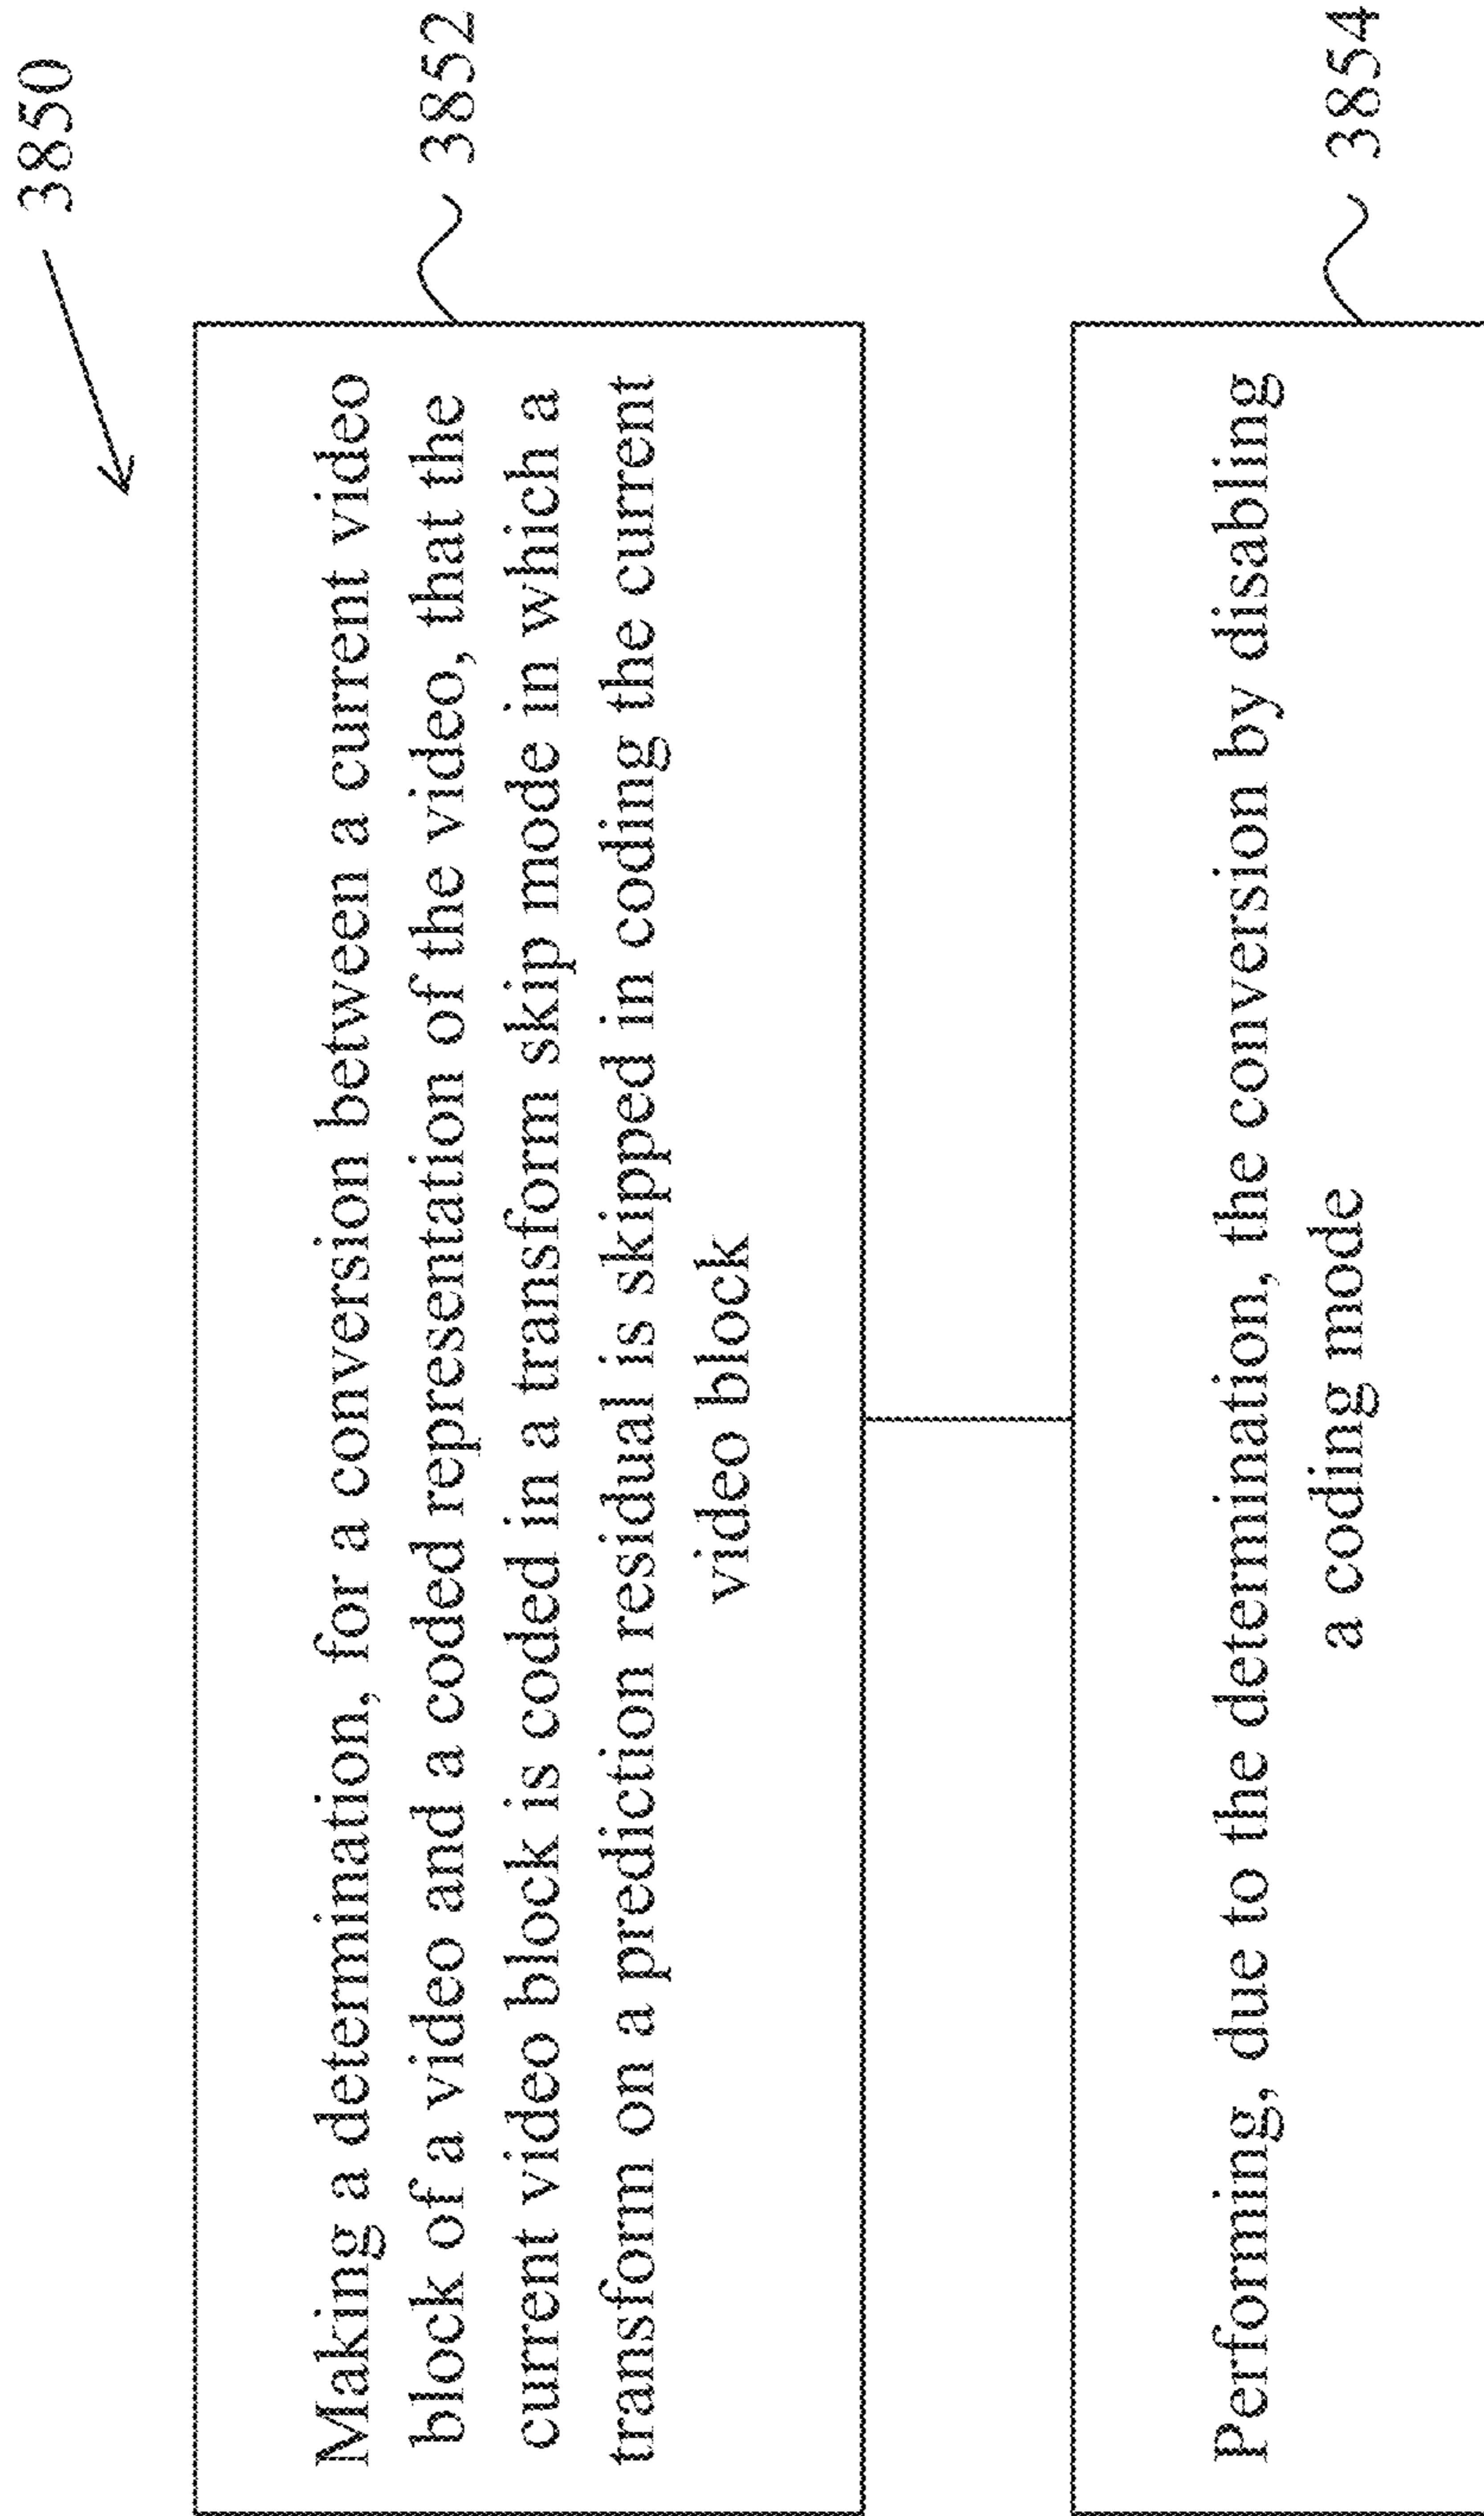 3850
Making a determination, for a conversion between a current video
block of a video and a coded representation of the video, that the
current video block is coded in a transform skip mode in which a
transform on a prediction residual is skipped in coding the current
video block
3852
Performing, due to the determination, the conversion by disabling
a coding mode
3854